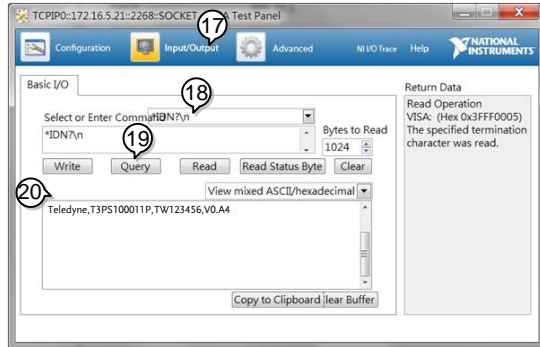 TCPIP0::172.16.5.21::2268::SOCKET A Test Panel
17
Configuration Input/Output Advanced NI I/O Trace Help NATIONAL INSTRUMENTS
Basic I/O
18
Select or Enter Command *IDN?\n
*IDN?\n
19
Bytes to Read
1024
Write Query Read Read Status Byte Clear
20
View mixed ASCII/hexadecimal
Teledyne,T3PS100011P,TW123456,V0.A4
Copy to Clipboard lear Buffer
Return Data
Read Operation
VISA: (Hex 0x3FFF0005)
The specified termination
character was read.